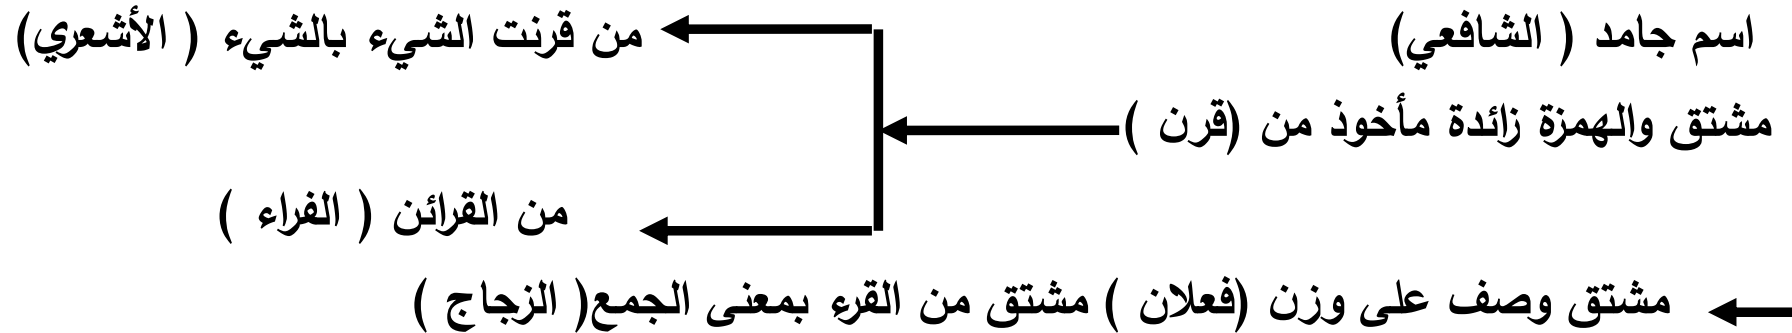 اسم جامد ( الشافعي)
من قرنت الشيء بالشيء ( الأشعري)
مشتق والهمزة زائدة مأخوذ من (قرن )
من القرائن ( الفراء )
مشتق وصف على وزن (فعلان ) مشتق من القرء بمعنى الجمع( الزجاج )